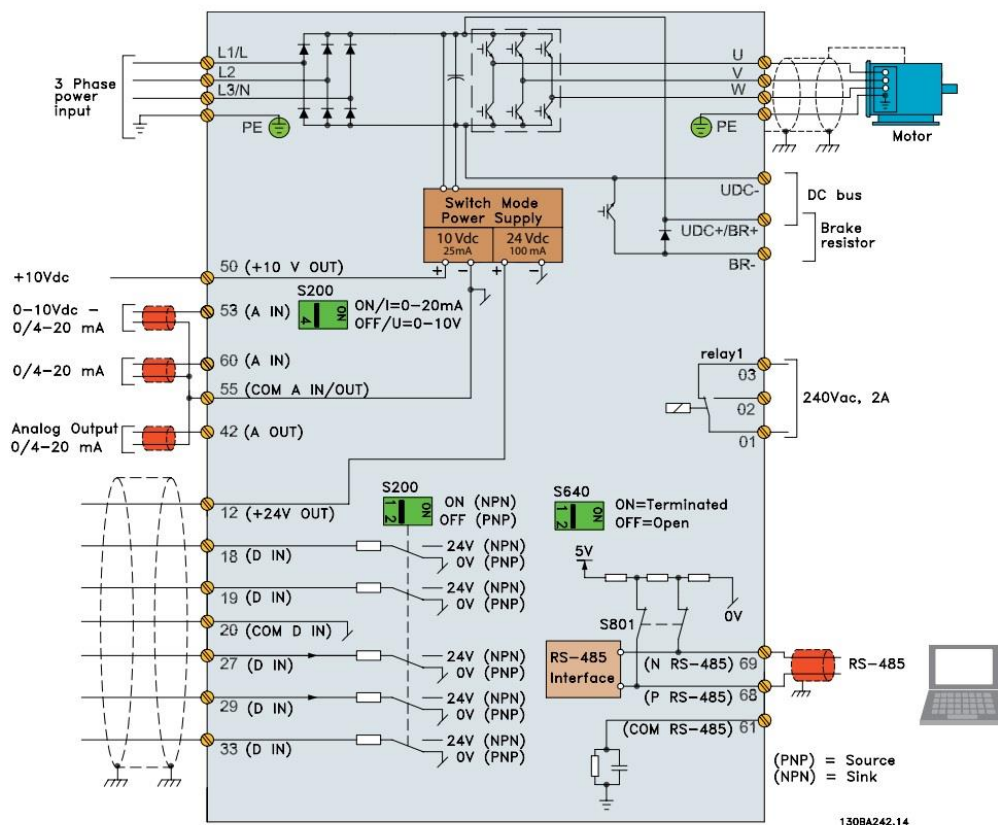 3 Phase
power
input
L1/L
L2
L3/N
PE
U
V
W
PE
Motor
UDC-
DC bus
UDC+/BR+
Brake
resistor
BR-
Switch Mode
Power Supply
10 Vdc
25mA
24 Vdc
100 mA
+ - + -
+10Vdc
50 (+10 V OUT)
0-10Vdc -
0/4-20 mA
53 (A IN)
S200
ON
4
ON/I=0-20mA
OFF/U=0-10V
0/4-20 mA
60 (A IN)
55 (COM A IN/OUT)
Analog Output
0/4-20 mA
42 (A OUT)
relay1
03
02
01
240Vac, 2A
12 (+24V OUT)
S200
ON
1 2
ON (NPN)
OFF (PNP)
S640
ON
1 2
ON=Terminated
OFF=Open
18 (D IN)
24V (NPN)
0V (PNP)
19 (D IN)
24V (NPN)
0V (PNP)
20 (COM D IN)
27 (D IN)
24V (NPN)
0V (PNP)
29 (D IN)
24V (NPN)
0V (PNP)
33 (D IN)
24V (NPN)
0V (PNP)
5V
0V
S801
RS-485
Interface
(N RS-485) 69
RS-485
(P RS-485) 68
(COM RS-485) 61
(PNP) = Source
(NPN) = Sink
130BA242.14